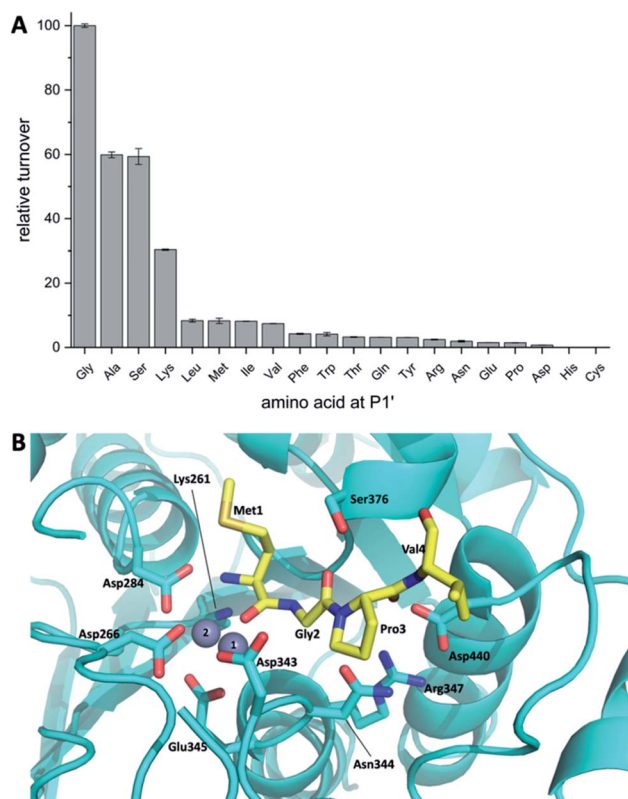 A
100
80
60
40
20
0
relative turnover
Gly Ala Ser Lys Leu Met Ile Val Phe Trp Thr Gln Tyr Arg Asn Glu Pro Asp His Cys
amino acid at P1'
B
Lys261
Met1
Ser376
Val4
Asp284
Asp266
2
1
Gly2
Pro3
Asp440
Asp343
Arg347
Glu345
Asn344